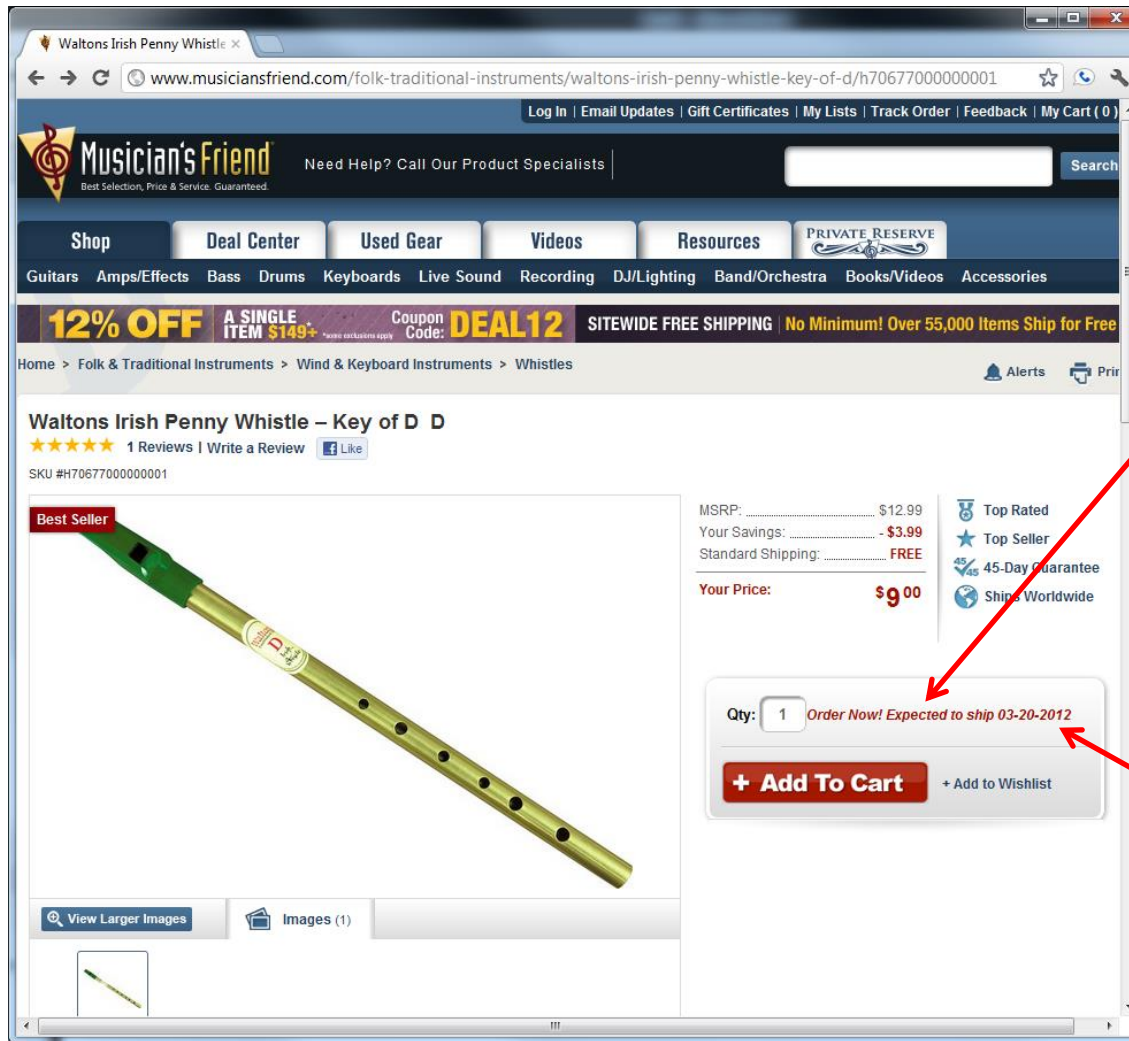 Waltons Irish Penny Whistle
www.musiciansfriend.com/folk-traditional-instruments/waltons-irish-penny-whistle-key-of-d/h70677000000001
Log In | Email Updates | Gift Certificates | My Lists | Track Order | Feedback | My Cart ( 0 )
Musician's Friend
Best Selection, Price & Service. Guaranteed.
Need Help? Call Our Product Specialists
Search
Shop Deal Center Used Gear Videos Resources PRIVATE RESERVE
Guitars Amps/Effects Bass Drums Keyboards Live Sound Recording DJ/Lighting Band/Orchestra Books/Videos Accessories
12% OFF A SINGLE ITEM $149+ *some exclusions apply Coupon Code: DEAL12 SITEWIDE FREE SHIPPING | No Minimum! Over 55,000 Items Ship for Free
Home > Folk & Traditional Instruments > Wind & Keyboard Instruments > Whistles
Alerts
Waltons Irish Penny Whistle – Key of D D
1 Reviews | Write a Review Like
SKU #H70677000000001
Best Seller
Waltons
D
MSRP: $12.99
Your Savings: - $3.99
Standard Shipping: FREE
Your Price: $9.00
Top Rated
Top Seller
45-Day Guarantee
Ships Worldwide
Qty: 1 Order Now! Expected to ship 03-20-2012
+ Add To Cart + Add to Wishlist
View Larger Images Images (1)